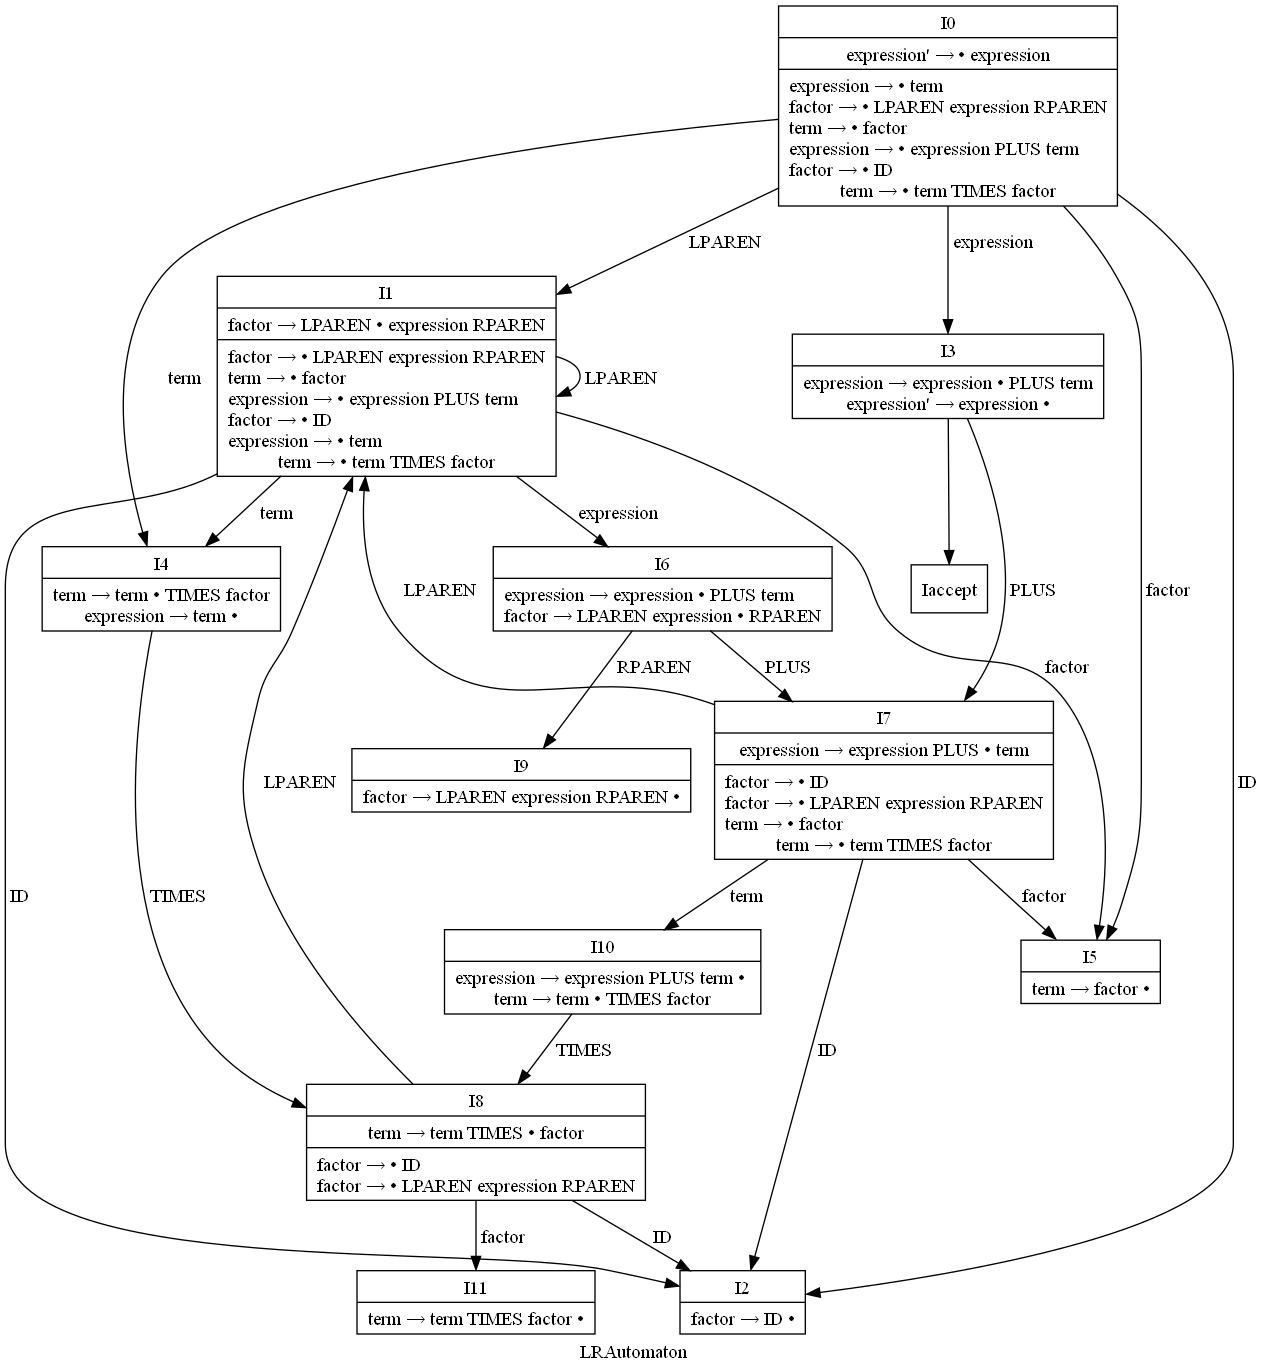 I0
expression' → • expression
expression → • term
factor → • LPAREN expression RPAREN
term → • factor
expression → • expression PLUS term
factor → • ID
term → • term TIMES factor
LPAREN
expression
I1
factor → LPAREN • expression RPAREN
factor → • LPAREN expression RPAREN
term → • factor
expression → • expression PLUS term
factor → • ID
expression → • term
term → • term TIMES factor
LPAREN
term
I3
expression → expression • PLUS term
expression' → expression •
term
expression
I4
term → term • TIMES factor
expression → term •
I6
expression → expression • PLUS term
factor → LPAREN expression • RPAREN
Iaccept
LPAREN
PLUS
factor
RPAREN
PLUS
factor
I7
expression → expression PLUS • term
factor → • ID
factor → • LPAREN expression RPAREN
term → • factor
term → • term TIMES factor
I9
factor → LPAREN expression RPAREN •
LPAREN
ID
ID
TIMES
term
factor
I10
expression → expression PLUS term •
term → term • TIMES factor
I5
term → factor •
TIMES
ID
I8
term → term TIMES • factor
factor → • ID
factor → • LPAREN expression RPAREN
factor
ID
I11
term → term TIMES factor •
I2
factor → ID •
LRAutomaton